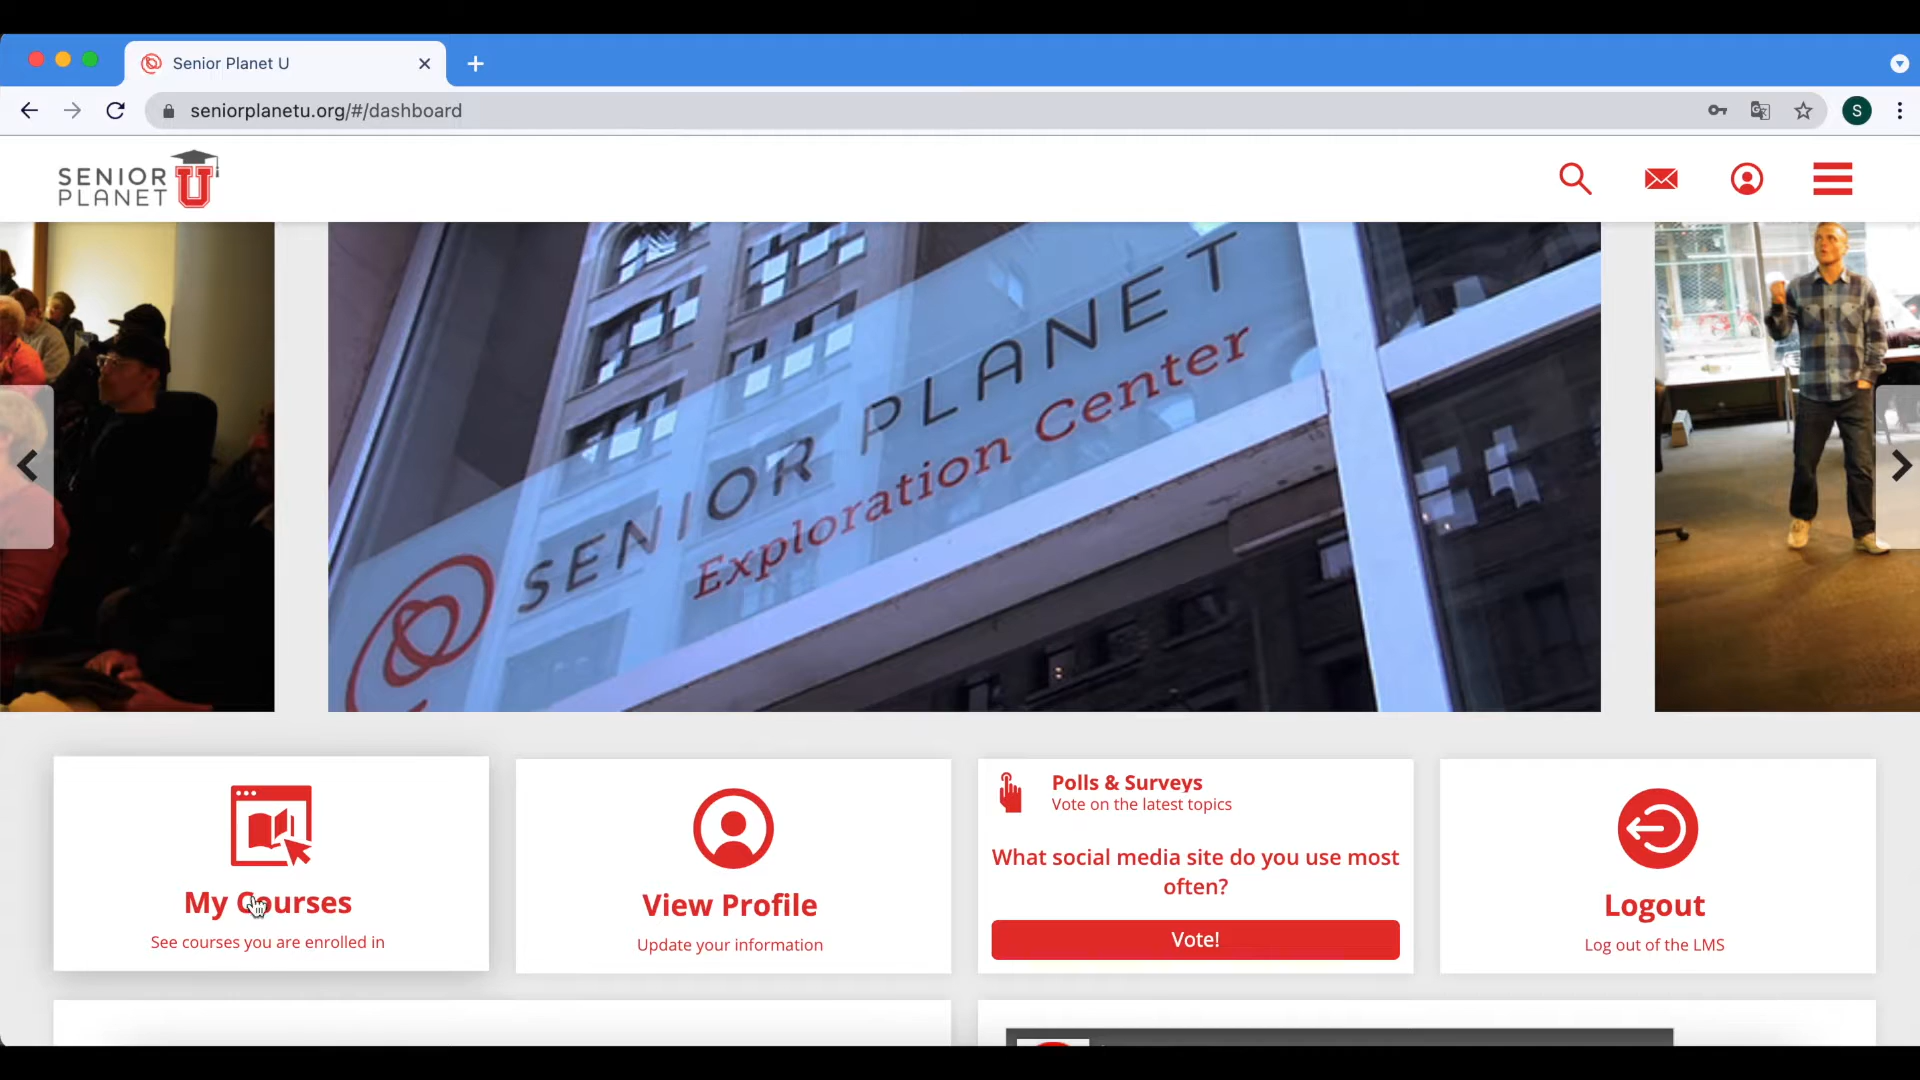 Senior Planet U
seniorplanetu.org/#/dashboard
S
SENIOR
PLANET
U
SENIOR PLANET
Exploration Center
My Courses
See courses you are enrolled in
View Profile
Update your information
Polls & Surveys
Vote on the latest topics
What social media site do you use most
often?
Vote!
Logout
Log out of the LMS